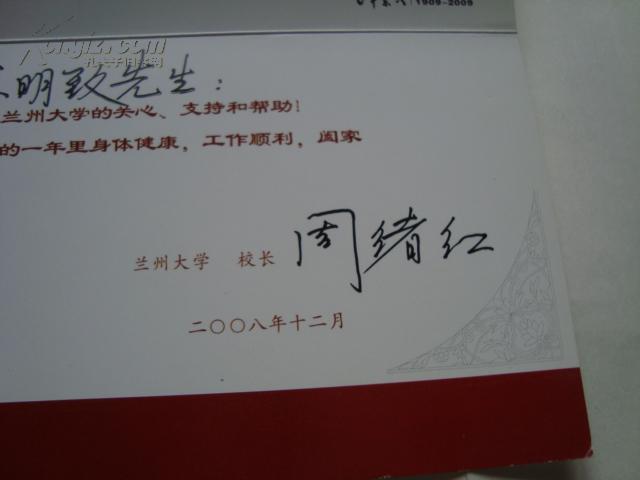 1909-2009
明致先生：
兰州大学的关心、支持和帮助！
的一年里身体健康，工作顺利，阖家
兰州大学 校长 周绪红
二〇〇八年十二月